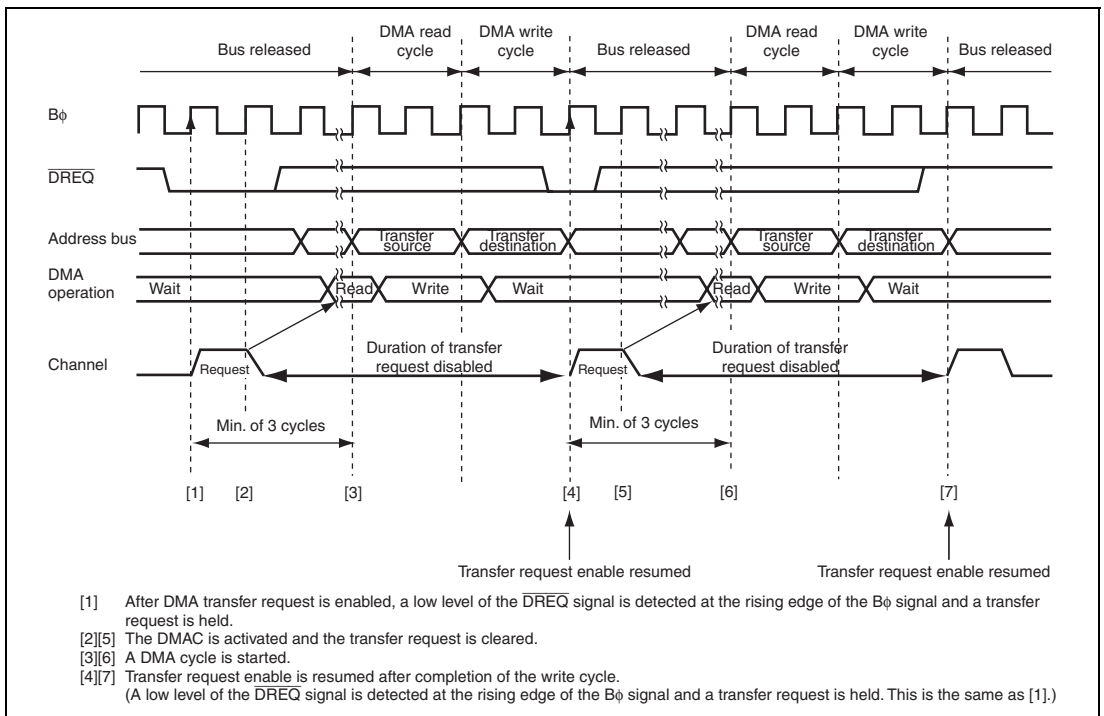 Bus released
DMA read cycle
DMA write cycle
Bus released
DMA read cycle
DMA write cycle
Bus released
Bφ
DREQ
Address bus
Transfer source
Transfer destination
Transfer source
Transfer destination
DMA operation
Wait
Read
Write
Wait
Read
Write
Wait
Channel
Request
Duration of transfer request disabled
Request
Duration of transfer request disabled
Min. of 3 cycles
Min. of 3 cycles
[1] [2] [3] [4] [5] [6] [7]
Transfer request enable resumed
Transfer request enable resumed
[1] After DMA transfer request is enabled, a low level of the DREQ signal is detected at the rising edge of the Bφ signal and a transfer
request is held.
[2][5] The DMAC is activated and the transfer request is cleared.
[3][6] A DMA cycle is started.
[4][7] Transfer request enable is resumed after completion of the write cycle.
(A low level of the DREQ signal is detected at the rising edge of the Bφ signal and a transfer request is held. This is the same as [1].)